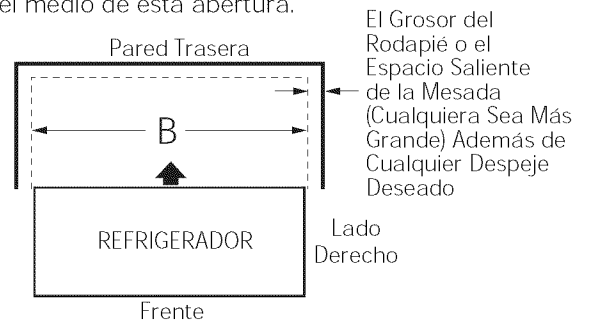 el medio de esta abertura.
Pared Trasera
El Grosor del
Rodapié o el
Espacio Saliente
de la Mesada
(Cualquiera Sea Más
Grande) Además de
Cualquier Despeje
Deseado
B
REFRIGERADOR
Lado
Derecho
Frente